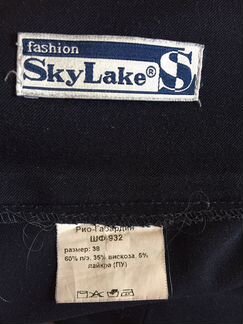 fashion
SkyLake® S
Рио-Габардин
ШФ-932
размер: 38
60% п/э, 35% вискоза, 5%
лайкра (ПУ)